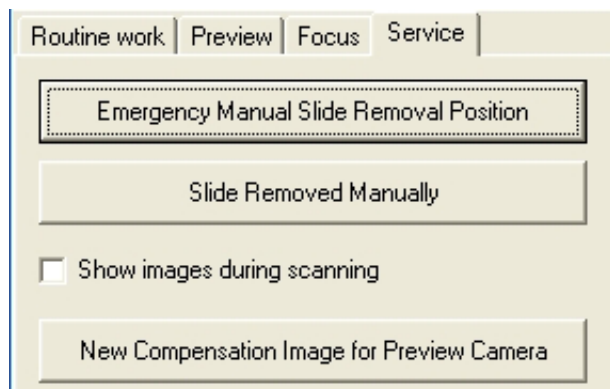 Routine work Preview Focus Service
Emergency Manual Slide Removal Position
Slide Removed Manually
Show images during scanning
New Compensation Image for Preview Camera